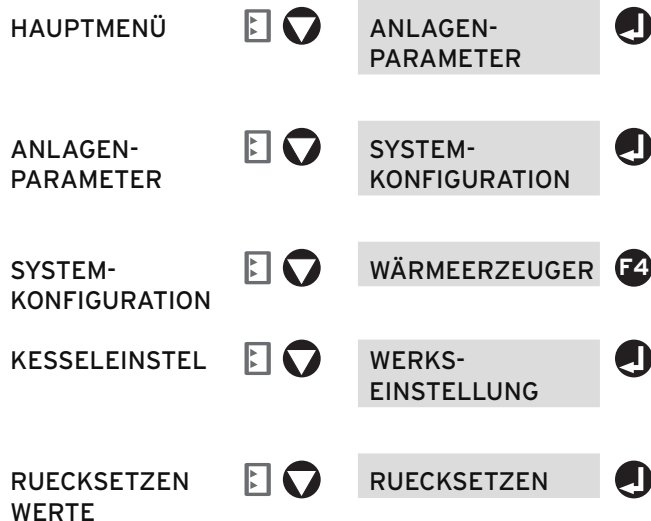 HAUPTMENÜ ANLAGEN-
PARAMETER
ANLAGEN-
PARAMETER SYSTEM-
KONFIGURATION
SYSTEM-
KONFIGURATION WÄRMEERZEUGER F4
KESSELEINSTEL WERKS-
EINSTELLUNG
RUECKSETZEN
WERTE RUECKSETZEN